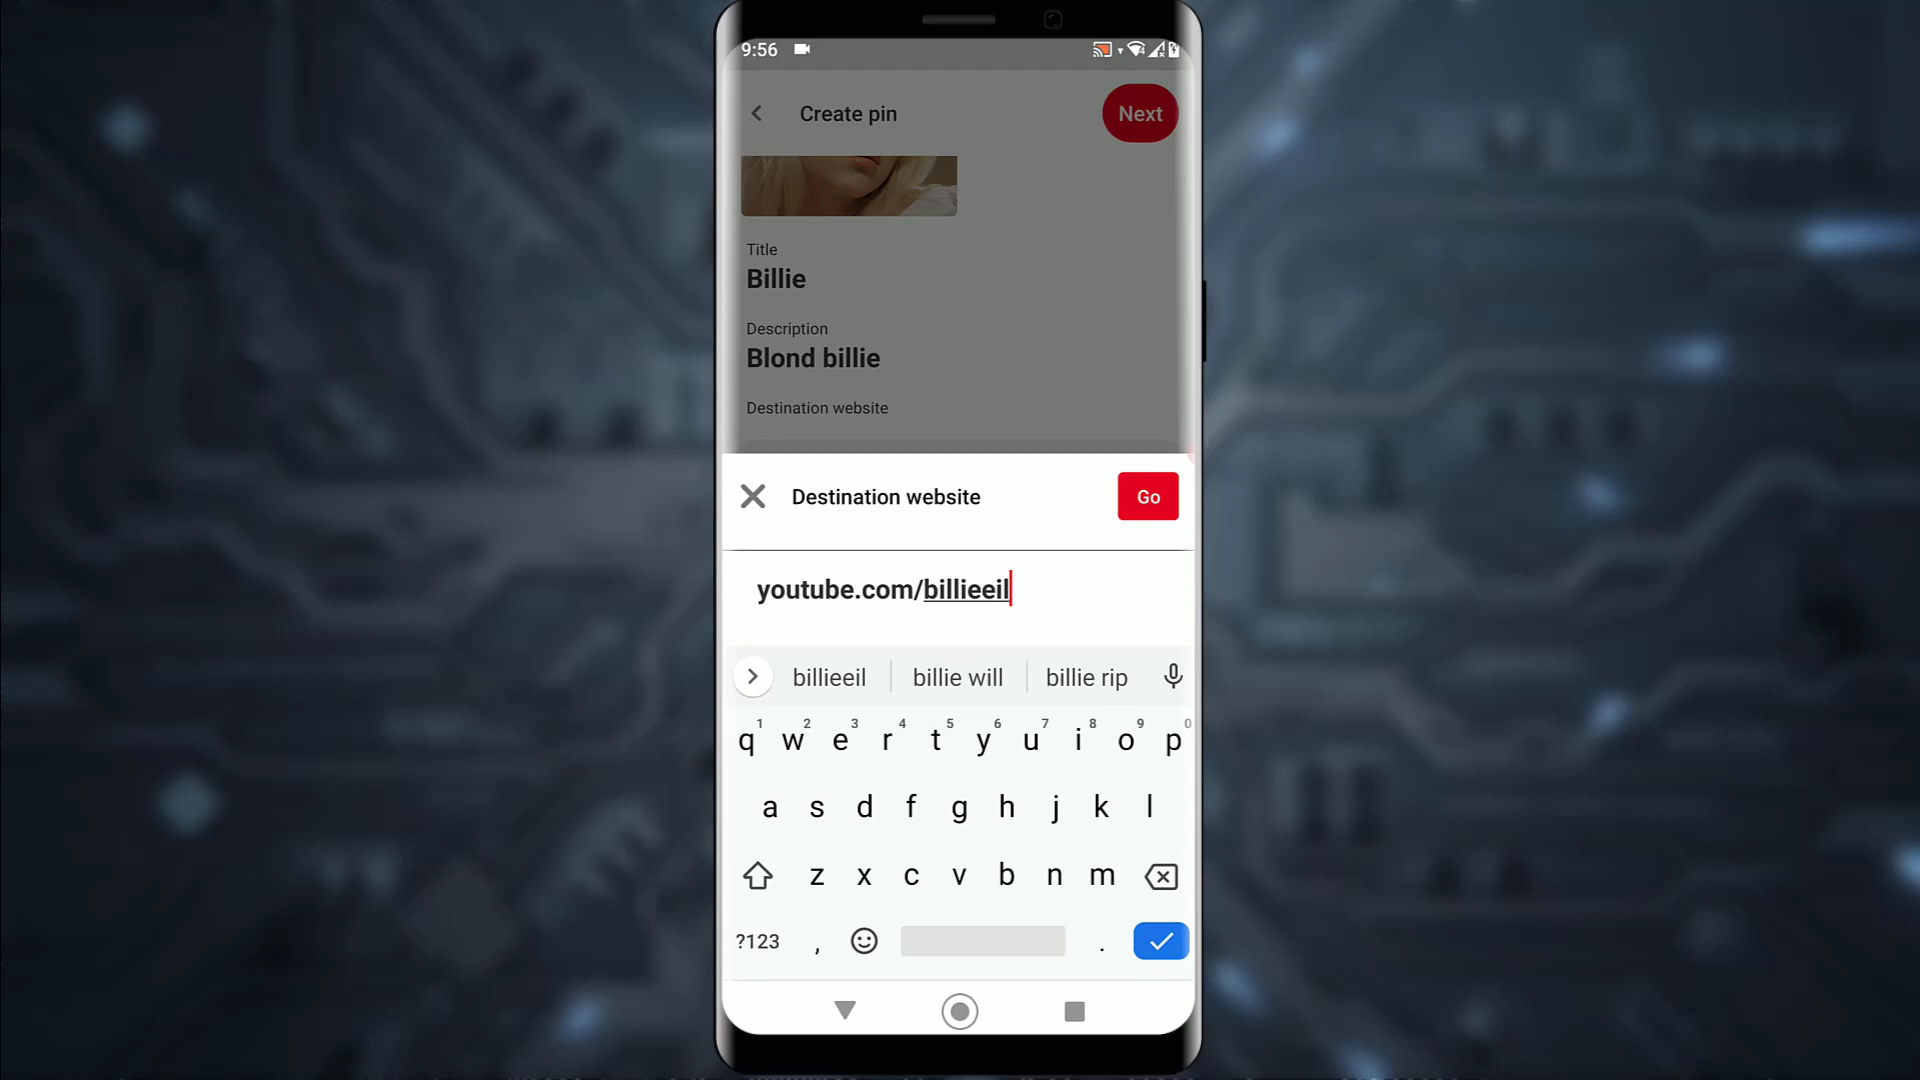 9:56
Create pin
Next
Title
Billie
Description
Blond billie
Destination website
Destination website
Go
youtube.com/billieeil
billieeil
billie will
billie rip
1 2 3 4 5 6 7 8 9 0
q w e r t y u i o p
a s d f g h j k l
z x c v b n m
?123 , .